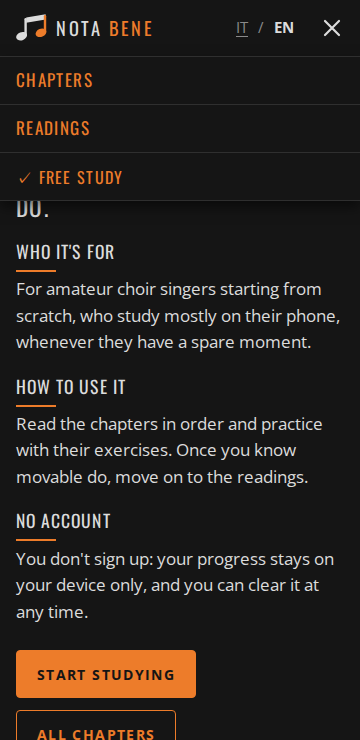 NOTA BENE
IT / EN
CHAPTERS
READINGS
✓ FREE STUDY
DO.
WHO IT'S FOR
For amateur choir singers starting from
scratch, who study mostly on their phone,
whenever they have a spare moment.
HOW TO USE IT
Read the chapters in order and practice
with their exercises. Once you know
movable do, move on to the readings.
NO ACCOUNT
You don't sign up: your progress stays on
your device only, and you can clear it at
any time.
START STUDYING
ALL CHAPTERS